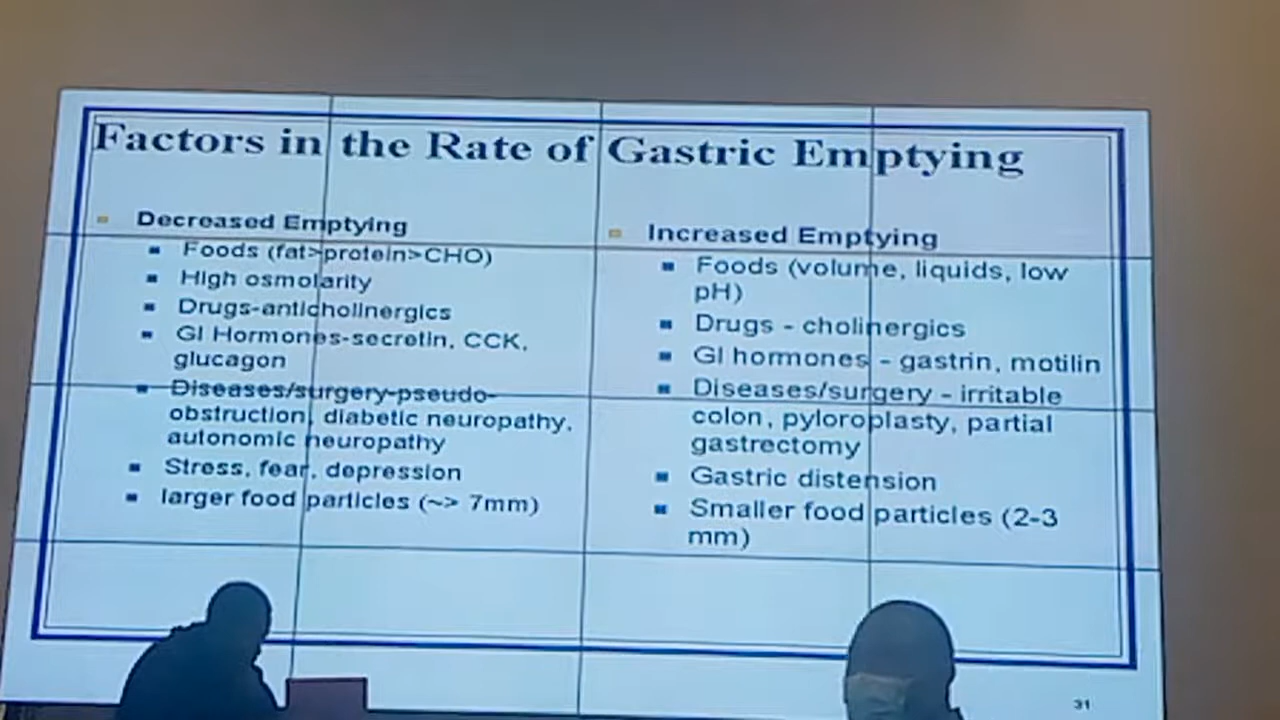 Factors in the Rate of Gastric Emptying
Decreased Emptying
Foods (fat>protein>CHO)
High osmolarity
Drugs-anticholinergics
GI Hormones-secretin, CCK,
glucagon
Diseases/surgery-pseudo-
obstruction, diabetic neuropathy,
autonomic neuropathy
Stress, fear, depression
larger food particles (~> 7mm)
Increased Emptying
Foods (volume, liquids, low
pH)
Drugs - cholinergics
GI hormones - gastrin, motilin
Diseases/surgery - irritable
colon, pyloroplasty, partial
gastrectomy
Gastric distension
Smaller food particles (2-3
mm)
31